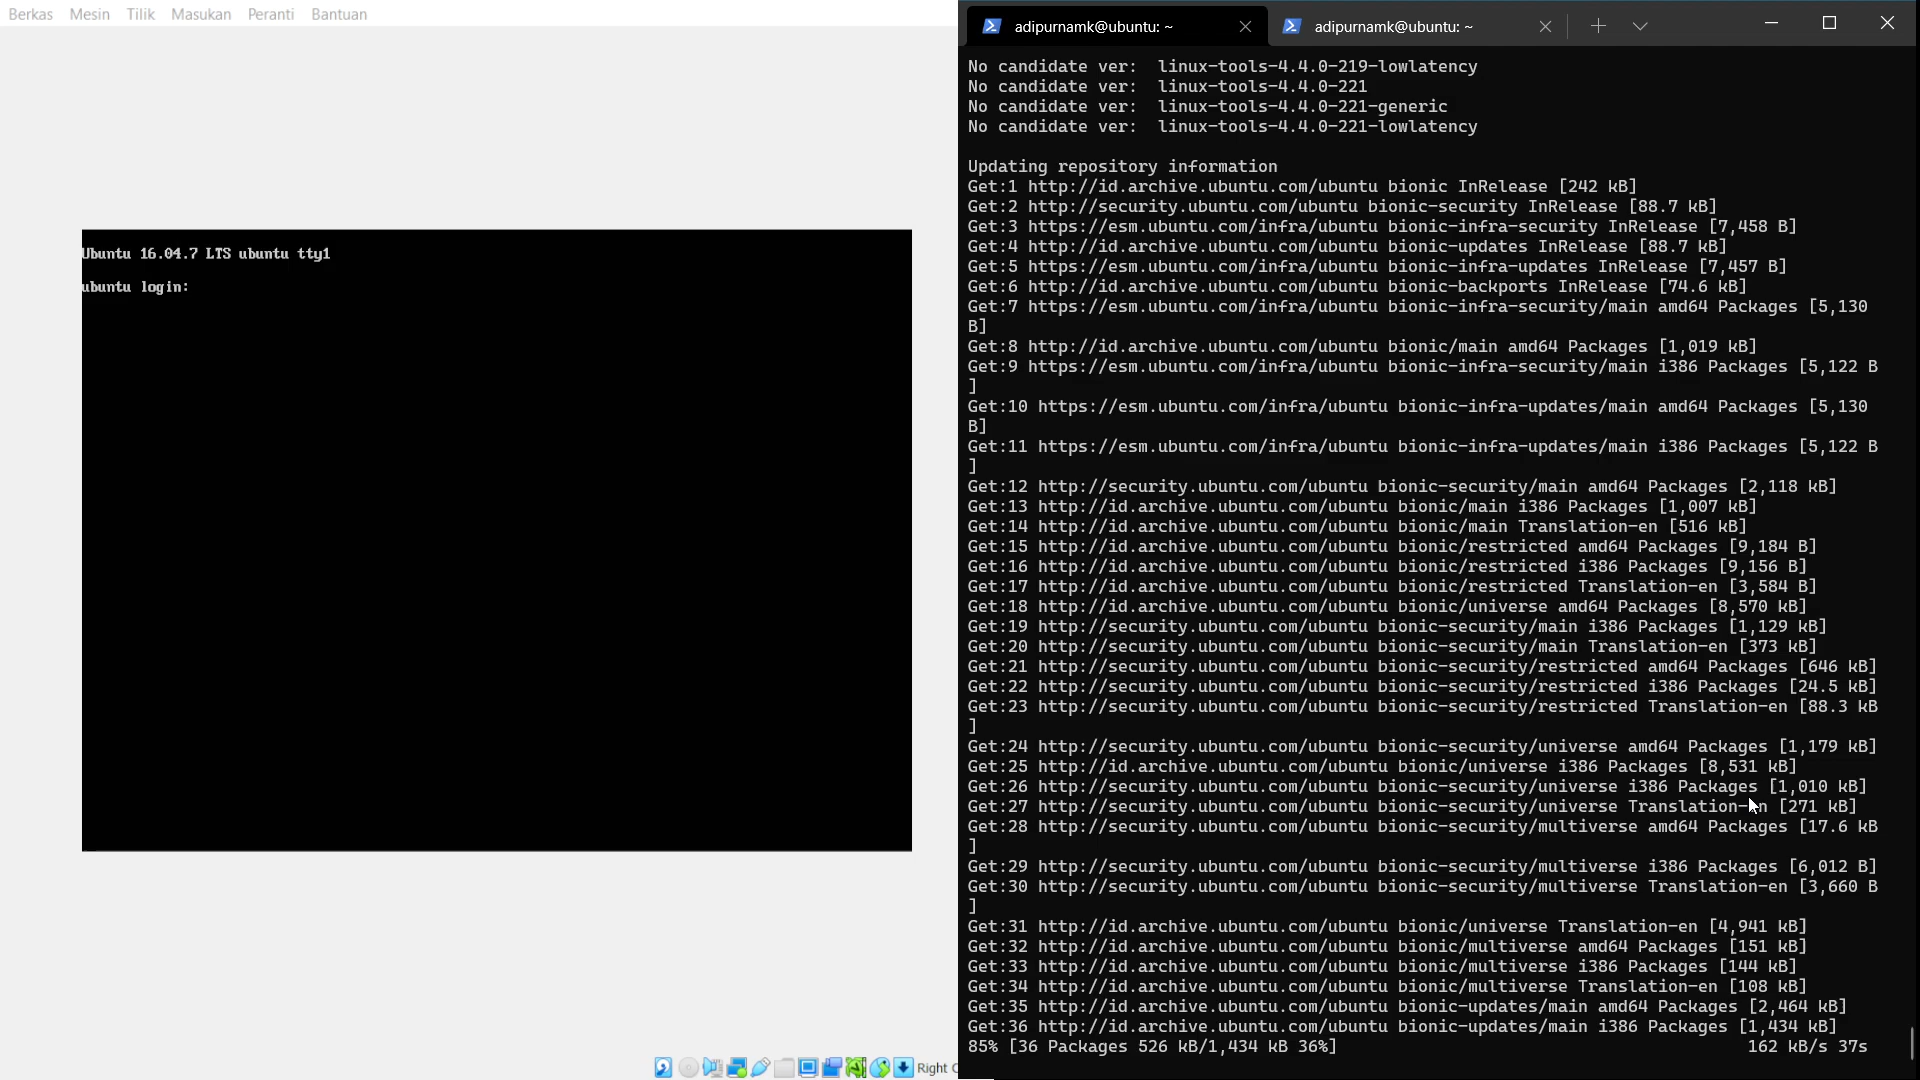 Berkas Mesin Tilik Masukan Peranti Bantuan
Ubuntu 16.04.7 LTS ubuntu tty1
ubuntu login:
Right C
adipurnamk@ubuntu: ~ adipurnamk@ubuntu: ~
No candidate ver:  linux-tools-4.4.0-219-lowlatency
No candidate ver:  linux-tools-4.4.0-221
No candidate ver:  linux-tools-4.4.0-221-generic
No candidate ver:  linux-tools-4.4.0-221-lowlatency
Updating repository information
Get:1 http://id.archive.ubuntu.com/ubuntu bionic InRelease [242 kB]
Get:2 http://security.ubuntu.com/ubuntu bionic-security InRelease [88.7 kB]
Get:3 https://esm.ubuntu.com/infra/ubuntu bionic-infra-security InRelease [7,458 B]
Get:4 http://id.archive.ubuntu.com/ubuntu bionic-updates InRelease [88.7 kB]
Get:5 https://esm.ubuntu.com/infra/ubuntu bionic-infra-updates InRelease [7,457 B]
Get:6 http://id.archive.ubuntu.com/ubuntu bionic-backports InRelease [74.6 kB]
Get:7 https://esm.ubuntu.com/infra/ubuntu bionic-infra-security/main amd64 Packages [5,130
B]
Get:8 http://id.archive.ubuntu.com/ubuntu bionic/main amd64 Packages [1,019 kB]
Get:9 https://esm.ubuntu.com/infra/ubuntu bionic-infra-security/main i386 Packages [5,122 B
]
Get:10 https://esm.ubuntu.com/infra/ubuntu bionic-infra-updates/main amd64 Packages [5,130
B]
Get:11 https://esm.ubuntu.com/infra/ubuntu bionic-infra-updates/main i386 Packages [5,122 B
]
Get:12 http://security.ubuntu.com/ubuntu bionic-security/main amd64 Packages [2,118 kB]
Get:13 http://id.archive.ubuntu.com/ubuntu bionic/main i386 Packages [1,007 kB]
Get:14 http://id.archive.ubuntu.com/ubuntu bionic/main Translation-en [516 kB]
Get:15 http://id.archive.ubuntu.com/ubuntu bionic/restricted amd64 Packages [9,184 B]
Get:16 http://id.archive.ubuntu.com/ubuntu bionic/restricted i386 Packages [9,156 B]
Get:17 http://id.archive.ubuntu.com/ubuntu bionic/restricted Translation-en [3,584 B]
Get:18 http://id.archive.ubuntu.com/ubuntu bionic/universe amd64 Packages [8,570 kB]
Get:19 http://security.ubuntu.com/ubuntu bionic-security/main i386 Packages [1,129 kB]
Get:20 http://security.ubuntu.com/ubuntu bionic-security/main Translation-en [373 kB]
Get:21 http://security.ubuntu.com/ubuntu bionic-security/restricted amd64 Packages [646 kB]
Get:22 http://security.ubuntu.com/ubuntu bionic-security/restricted i386 Packages [24.5 kB]
Get:23 http://security.ubuntu.com/ubuntu bionic-security/restricted Translation-en [88.3 kB
]
Get:24 http://security.ubuntu.com/ubuntu bionic-security/universe amd64 Packages [1,179 kB]
Get:25 http://id.archive.ubuntu.com/ubuntu bionic/universe i386 Packages [8,531 kB]
Get:26 http://security.ubuntu.com/ubuntu bionic-security/universe i386 Packages [1,010 kB]
Get:27 http://security.ubuntu.com/ubuntu bionic-security/universe Translation-en [271 kB]
Get:28 http://security.ubuntu.com/ubuntu bionic-security/multiverse amd64 Packages [17.6 kB
]
Get:29 http://security.ubuntu.com/ubuntu bionic-security/multiverse i386 Packages [6,012 B]
Get:30 http://security.ubuntu.com/ubuntu bionic-security/multiverse Translation-en [3,660 B
]
Get:31 http://id.archive.ubuntu.com/ubuntu bionic/universe Translation-en [4,941 kB]
Get:32 http://id.archive.ubuntu.com/ubuntu bionic/multiverse amd64 Packages [151 kB]
Get:33 http://id.archive.ubuntu.com/ubuntu bionic/multiverse i386 Packages [144 kB]
Get:34 http://id.archive.ubuntu.com/ubuntu bionic/multiverse Translation-en [108 kB]
Get:35 http://id.archive.ubuntu.com/ubuntu bionic-updates/main amd64 Packages [2,464 kB]
Get:36 http://id.archive.ubuntu.com/ubuntu bionic-updates/main i386 Packages [1,434 kB]
85% [36 Packages 526 kB/1,434 kB 36%] 162 kB/s 37s